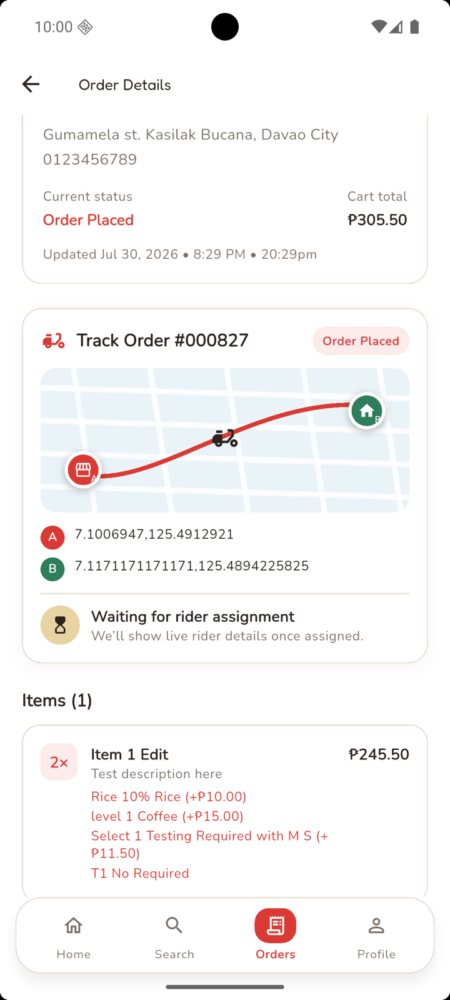 10:00
Order Details
Gumamela st. Kasilak Bucana, Davao City
0123456789
Current status
Cart total
Order Placed
₱305.50
Updated Jul 30, 2026 • 8:29 PM • 20:29pm
Track Order #000827
Order Placed
B
A
A 7.1006947,125.4912921
B 7.1171171171171,125.4894225825
Waiting for rider assignment
We’ll show live rider details once assigned.
Items (1)
2×
Item 1 Edit
₱245.50
Test description here
Rice 10% Rice (+₱10.00)
level 1 Coffee (+₱15.00)
Select 1 Testing Required with M S (+
₱11.50)
T1 No Required
Home
Search
Orders
Profile